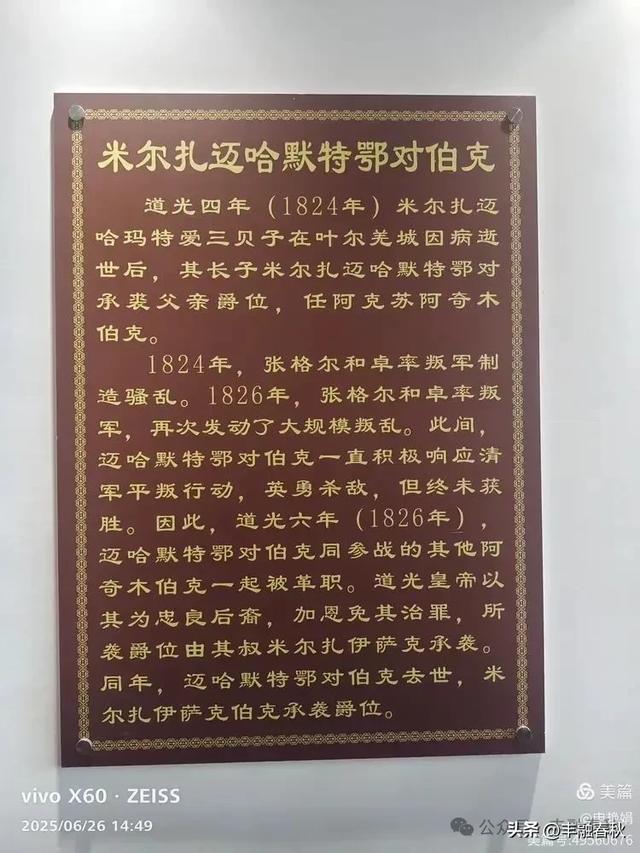 米尔扎迈哈默特鄂对伯克
道光四年（1824年）米尔扎迈
哈玛特爱三贝子在叶尔羌城因病逝
世后，其长子米尔扎迈哈默特鄂对
承裘父亲爵位，任阿克苏阿奇木
伯克。
1824年，张格尔和卓率叛军制
造骚乱。1826年，张格尔和卓率叛
军，再次发动了大规模叛乱。此间，
迈哈默特鄂对伯克一直积极响应清
军平叛行动，英勇杀敌，但终未获
胜。因此，道光六年（1826年），
迈哈默特鄂对伯克同参战的其他阿
奇木伯克一起被革职。道光皇帝以
其为忠良后裔，加恩免其治罪，所
袭爵位由其叔米尔扎伊萨克承袭。
同年，迈哈默特鄂对伯克去世，米
尔扎伊萨克伯克承袭爵位。
vivo X60 · ZEISS
2025/06/26 14:49
美篇
公众
头条 @丰融春秋
美篇号:49560676